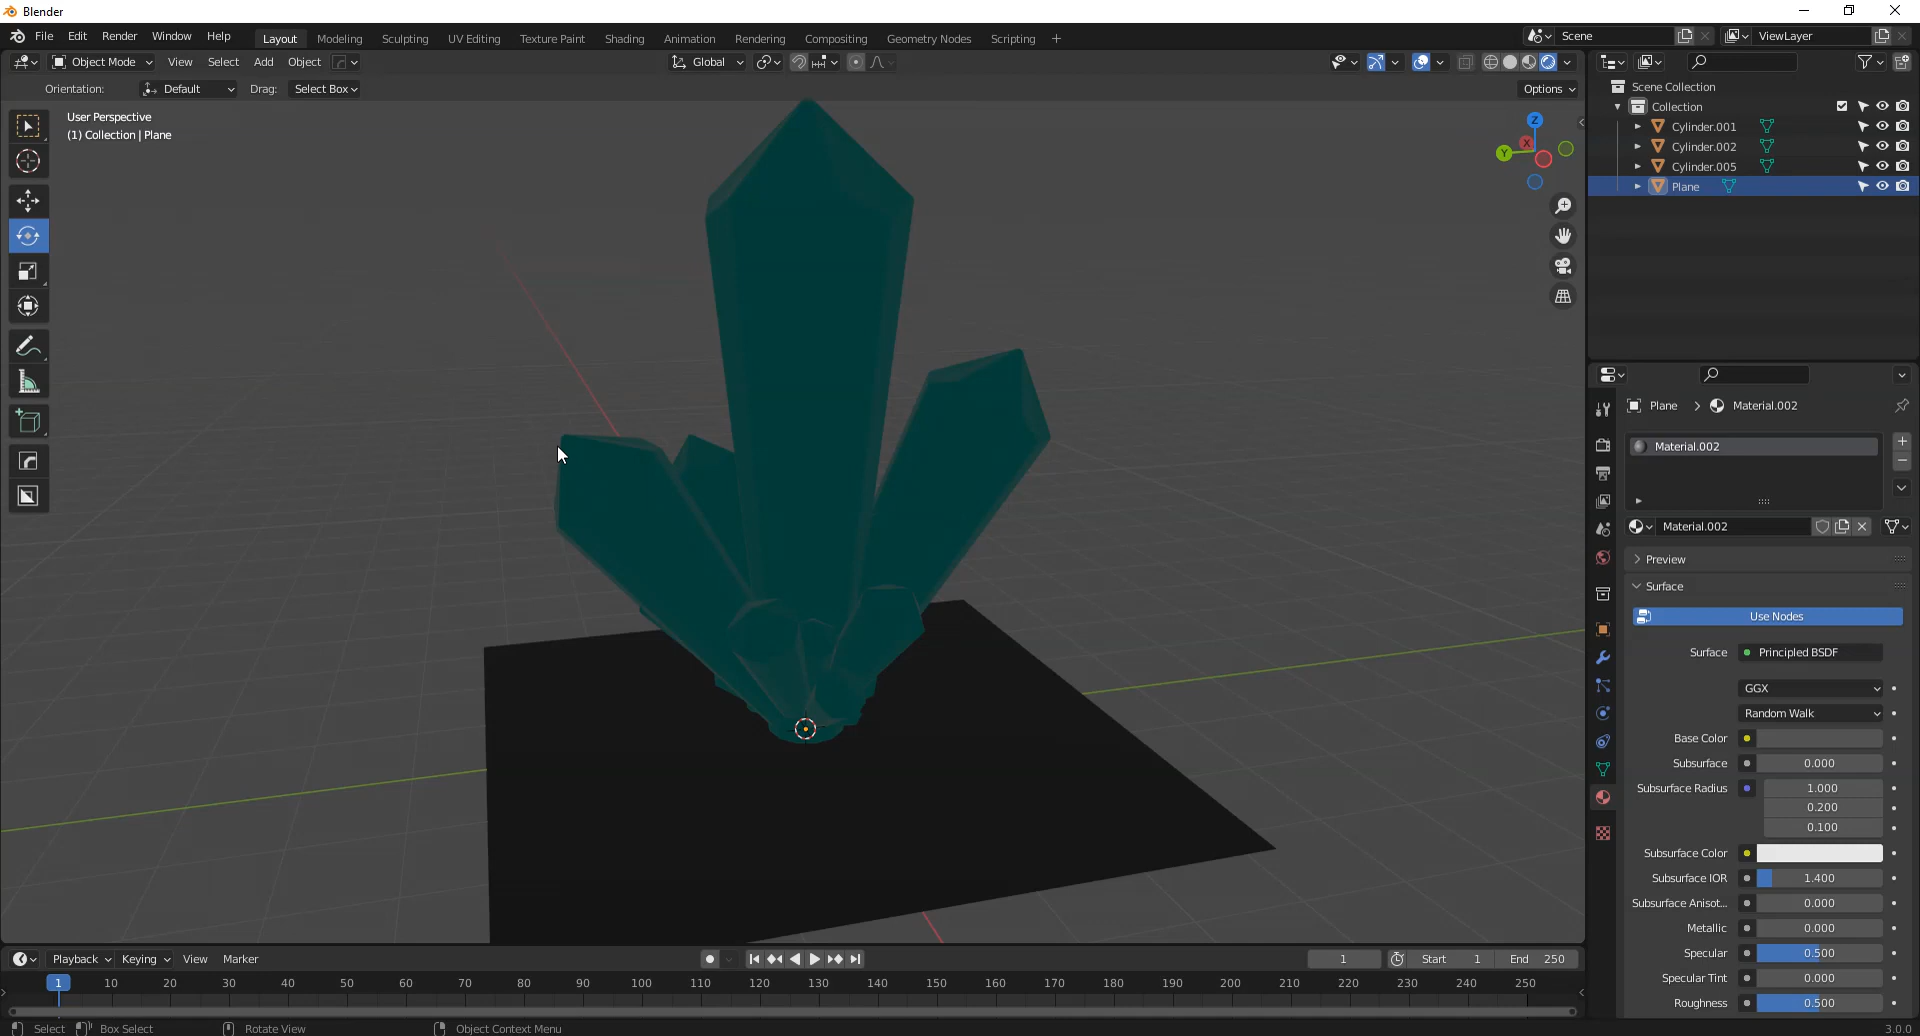 Blender
File Edit Render Window Help
Layout Modeling Sculpting UV Editing Texture Paint Shading Animation Rendering Compositing Geometry Nodes Scripting +
Scene
ViewLayer
Object Mode View Select Add Object
Global
Orientation: Default Drag: Select Box
Options
User Perspective
(1) Collection | Plane
Z
X
Y
Scene Collection
Collection
Cylinder.001
Cylinder.002
Cylinder.005
Plane
Plane > Material.002
Material.002
Material.002
Preview
Surface
Use Nodes
Surface Principled BSDF
GGX
Random Walk
Base Color
Subsurface 0.000
Subsurface Radius 1.000
0.200
0.100
Subsurface Color
Subsurface IOR 1.400
Subsurface Anisot... 0.000
Metallic 0.000
Specular 0.500
Specular Tint 0.000
Roughness 0.500
Playback Keying View Marker
1 Start 1 End 250
1 10 20 30 40 50 60 70 80 90 100 110 120 130 140 150 160 170 180 190 200 210 220 230 240 250
Select Box Select Rotate View Object Context Menu
3.0.0